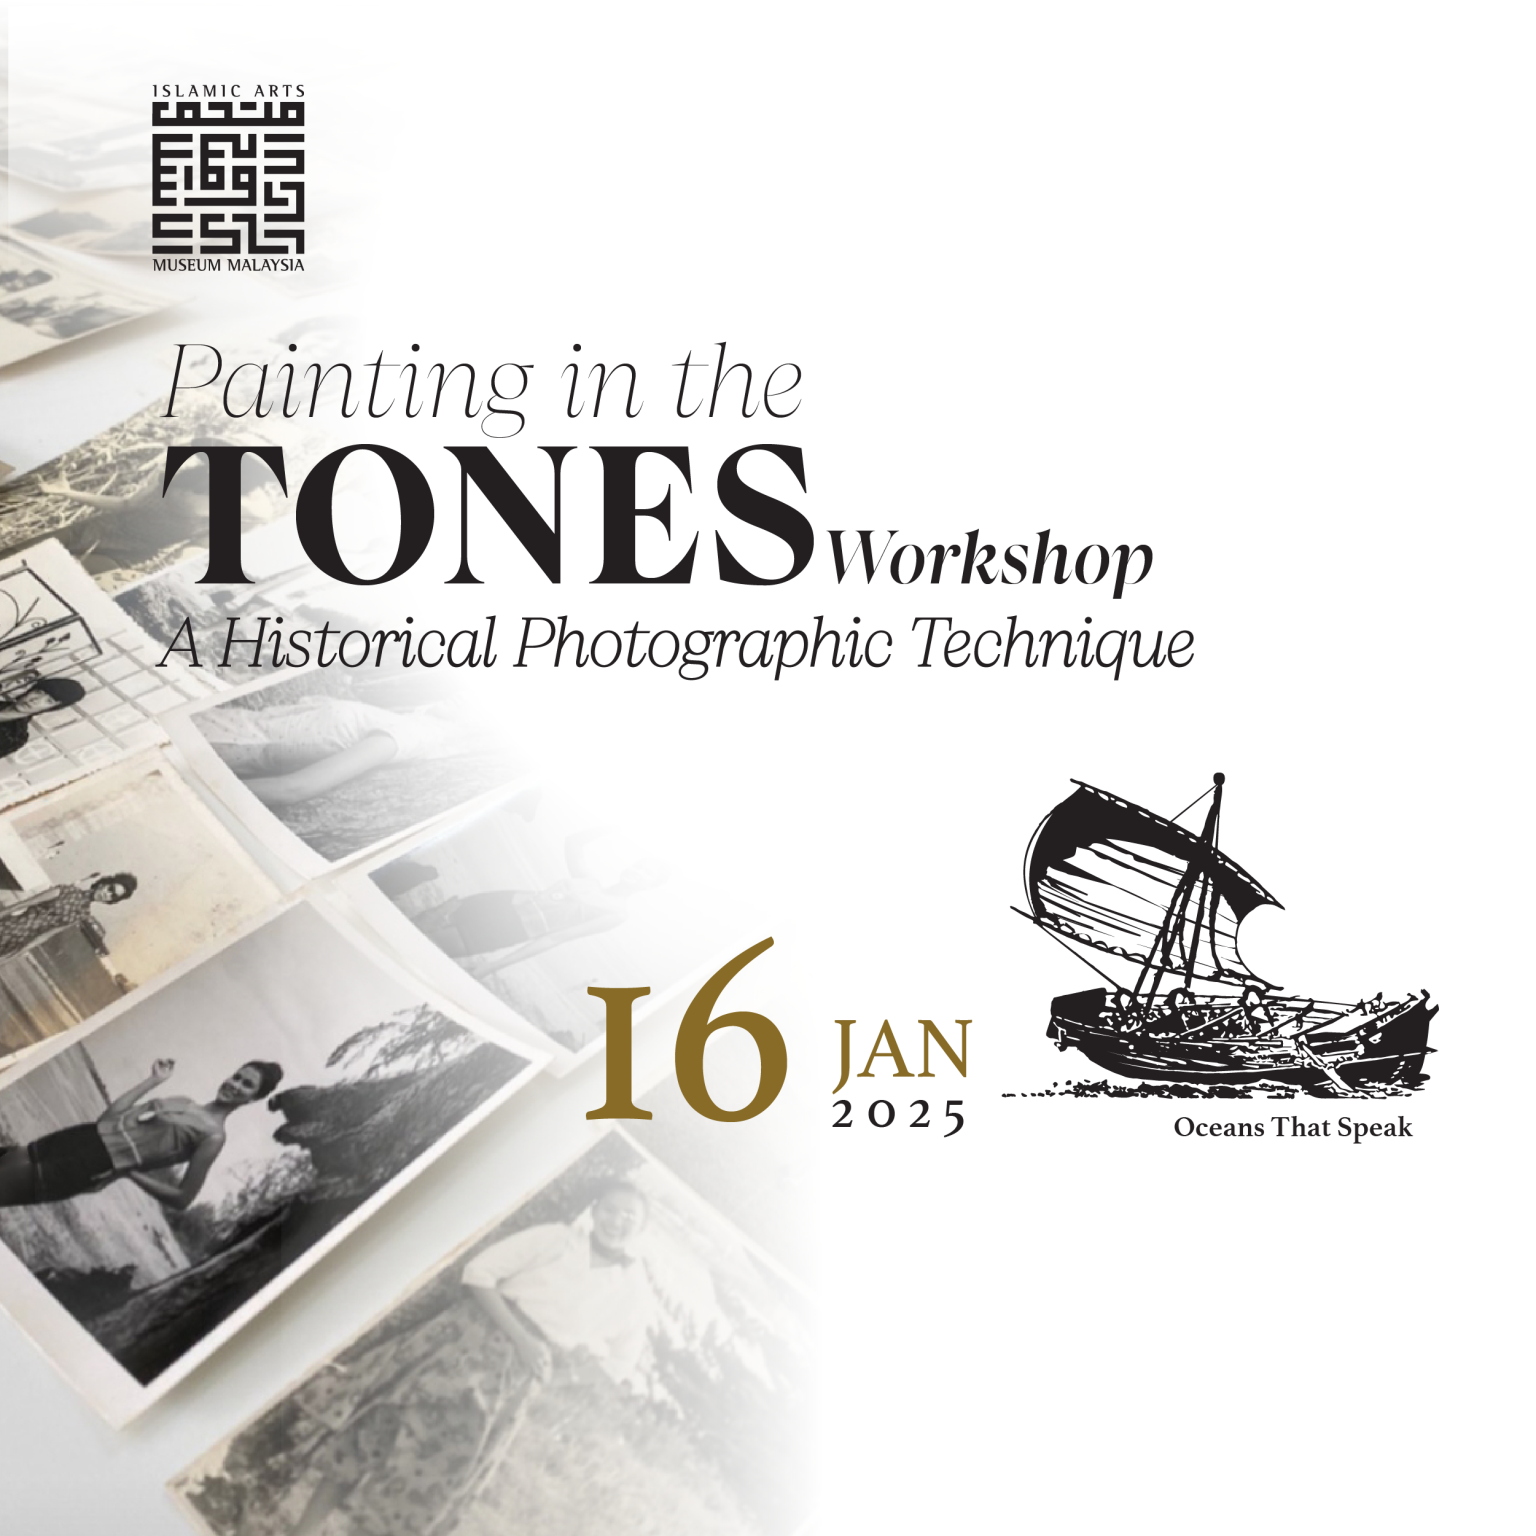 ISLAMIC ARTS
MUSEUM MALAYSIA
Painting in the
TONES Workshop
A Historical Photographic Technique
16 JAN
2025
Oceans That Speak